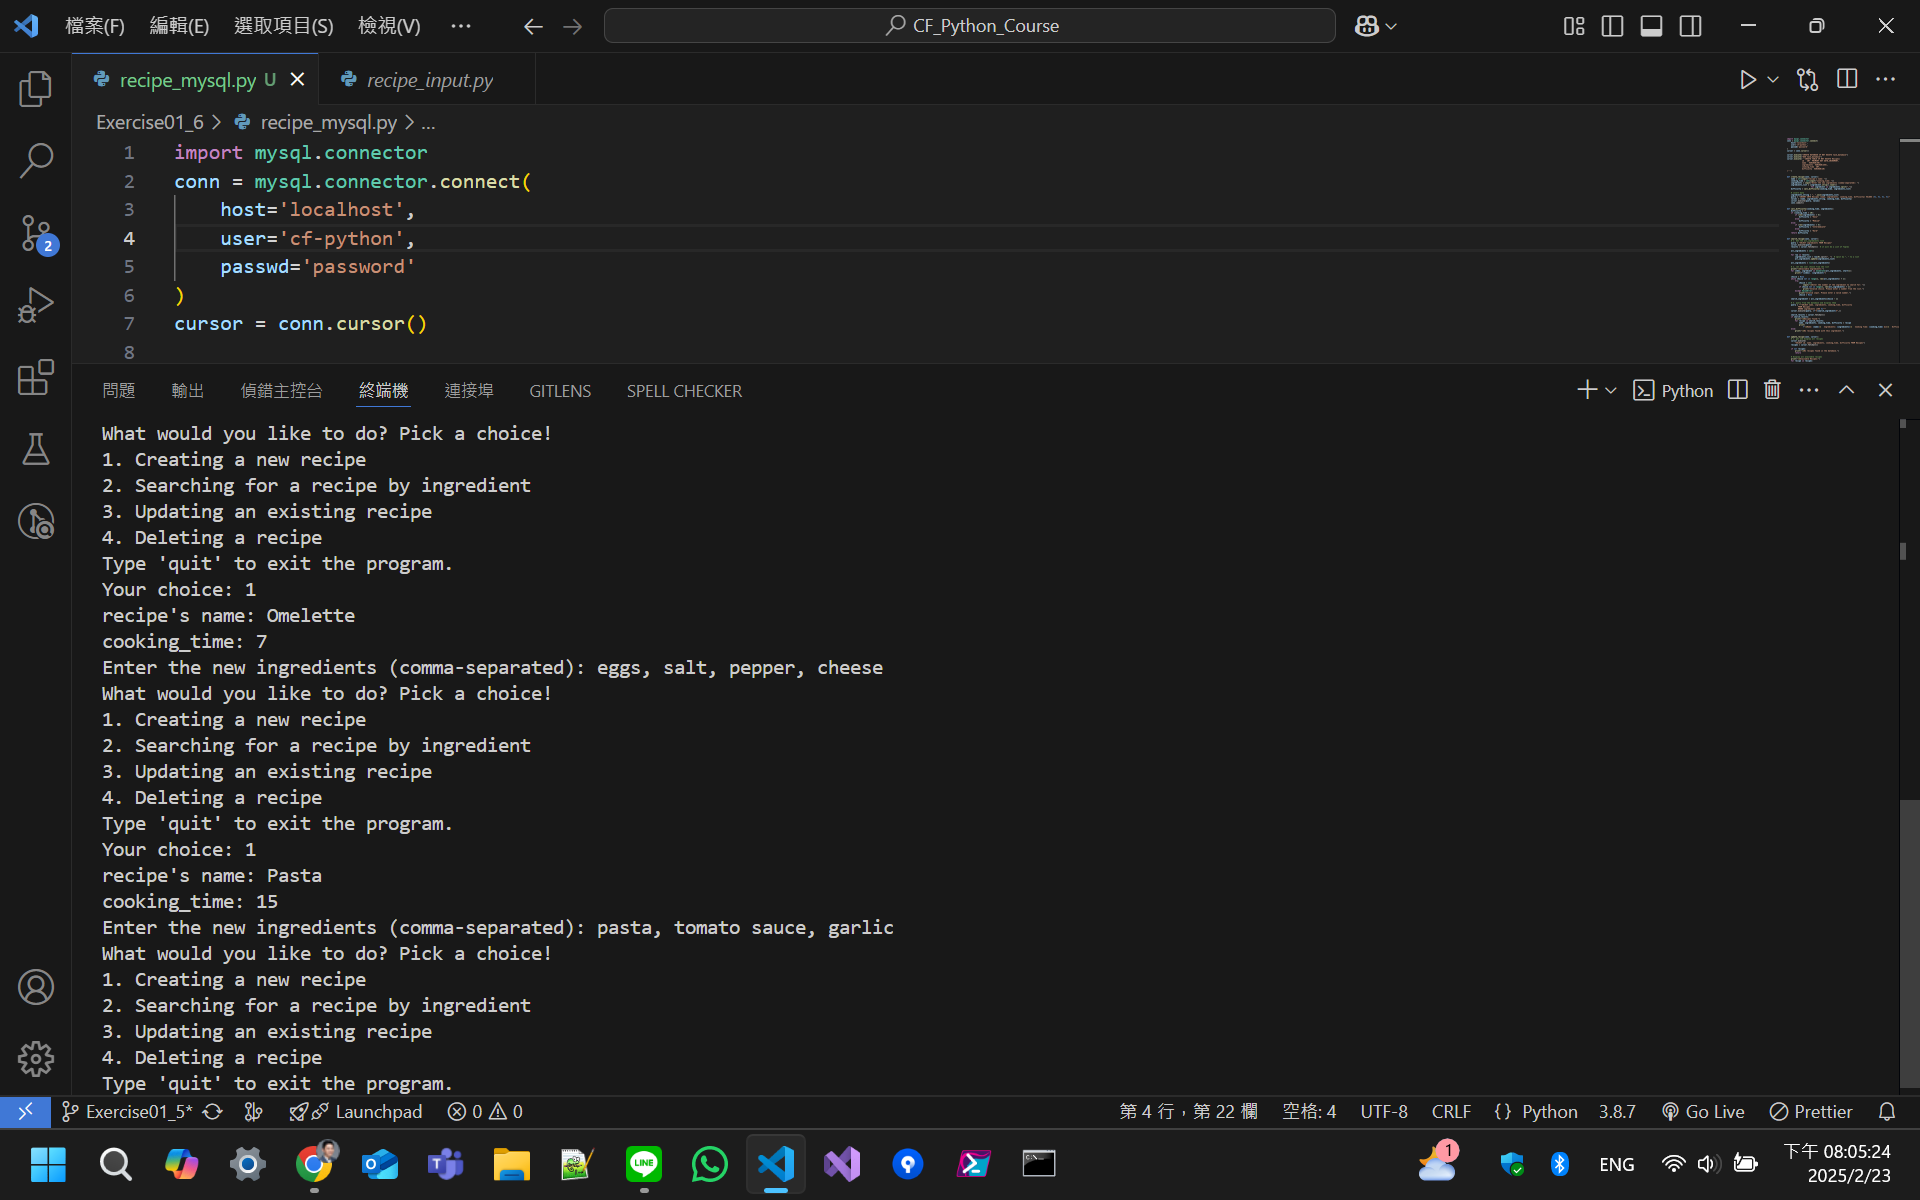 檔案(F) 編輯(E) 選取項目(S) 檢視(V) ··· CF_Python_Course
recipe_mysql.py U recipe_input.py
Exercise01_6 > recipe_mysql.py > ...
1 import mysql.connector
2 conn = mysql.connector.connect(
3 host='localhost',
4 user='cf-python',
5 passwd='password'
6 )
7 cursor = conn.cursor()
8
2
問題 輸出 偵錯主控台 終端機 連接埠 GITLENS SPELL CHECKER Python
What would you like to do? Pick a choice!
1. Creating a new recipe
2. Searching for a recipe by ingredient
3. Updating an existing recipe
4. Deleting a recipe
Type 'quit' to exit the program.
Your choice: 1
recipe's name: Omelette
cooking_time: 7
Enter the new ingredients (comma-separated): eggs, salt, pepper, cheese
What would you like to do? Pick a choice!
1. Creating a new recipe
2. Searching for a recipe by ingredient
3. Updating an existing recipe
4. Deleting a recipe
Type 'quit' to exit the program.
Your choice: 1
recipe's name: Pasta
cooking_time: 15
Enter the new ingredients (comma-separated): pasta, tomato sauce, garlic
What would you like to do? Pick a choice!
1. Creating a new recipe
2. Searching for a recipe by ingredient
3. Updating an existing recipe
4. Deleting a recipe
Type 'quit' to exit the program.
Exercise01_5* Launchpad 0 0 第 4 行，第 22 欄 空格: 4 UTF-8 CRLF {} Python 3.8.7 Go Live Prettier
LINE 1 ENG 下午 08:05:24
2025/2/23